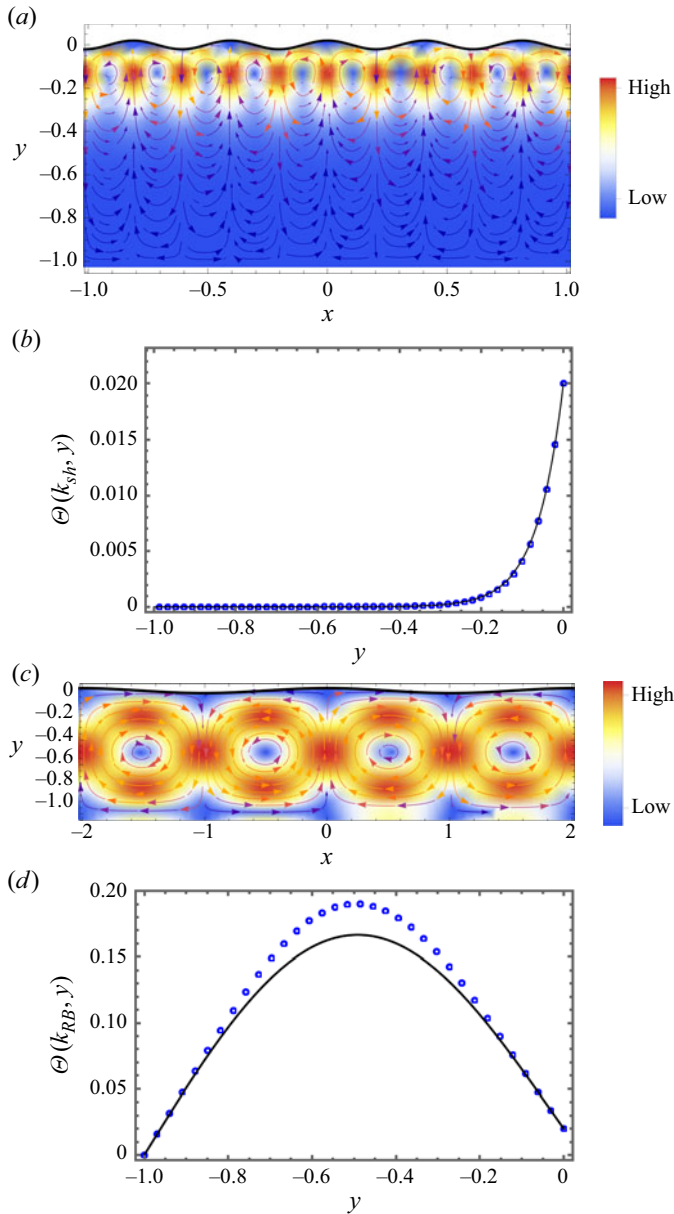 (a)
0
–0.2
–0.4
y
–0.6
–0.8
–1.0
–1.0 –0.5 0 0.5 1.0
x
High
Low
(b)
0.020
0.015
0.010
0.005
0
Θ(k_sh, y)
–1.0 –0.8 –0.6 –0.4 –0.2 0
y
(c)
0
–0.2
–0.4
y
–0.6
–0.8
–1.0
–2 –1 0 1 2
x
High
Low
(d)
0.20
0.15
0.10
0.05
0
Θ(k_RB, y)
–1.0 –0.8 –0.6 –0.4 –0.2 0
y